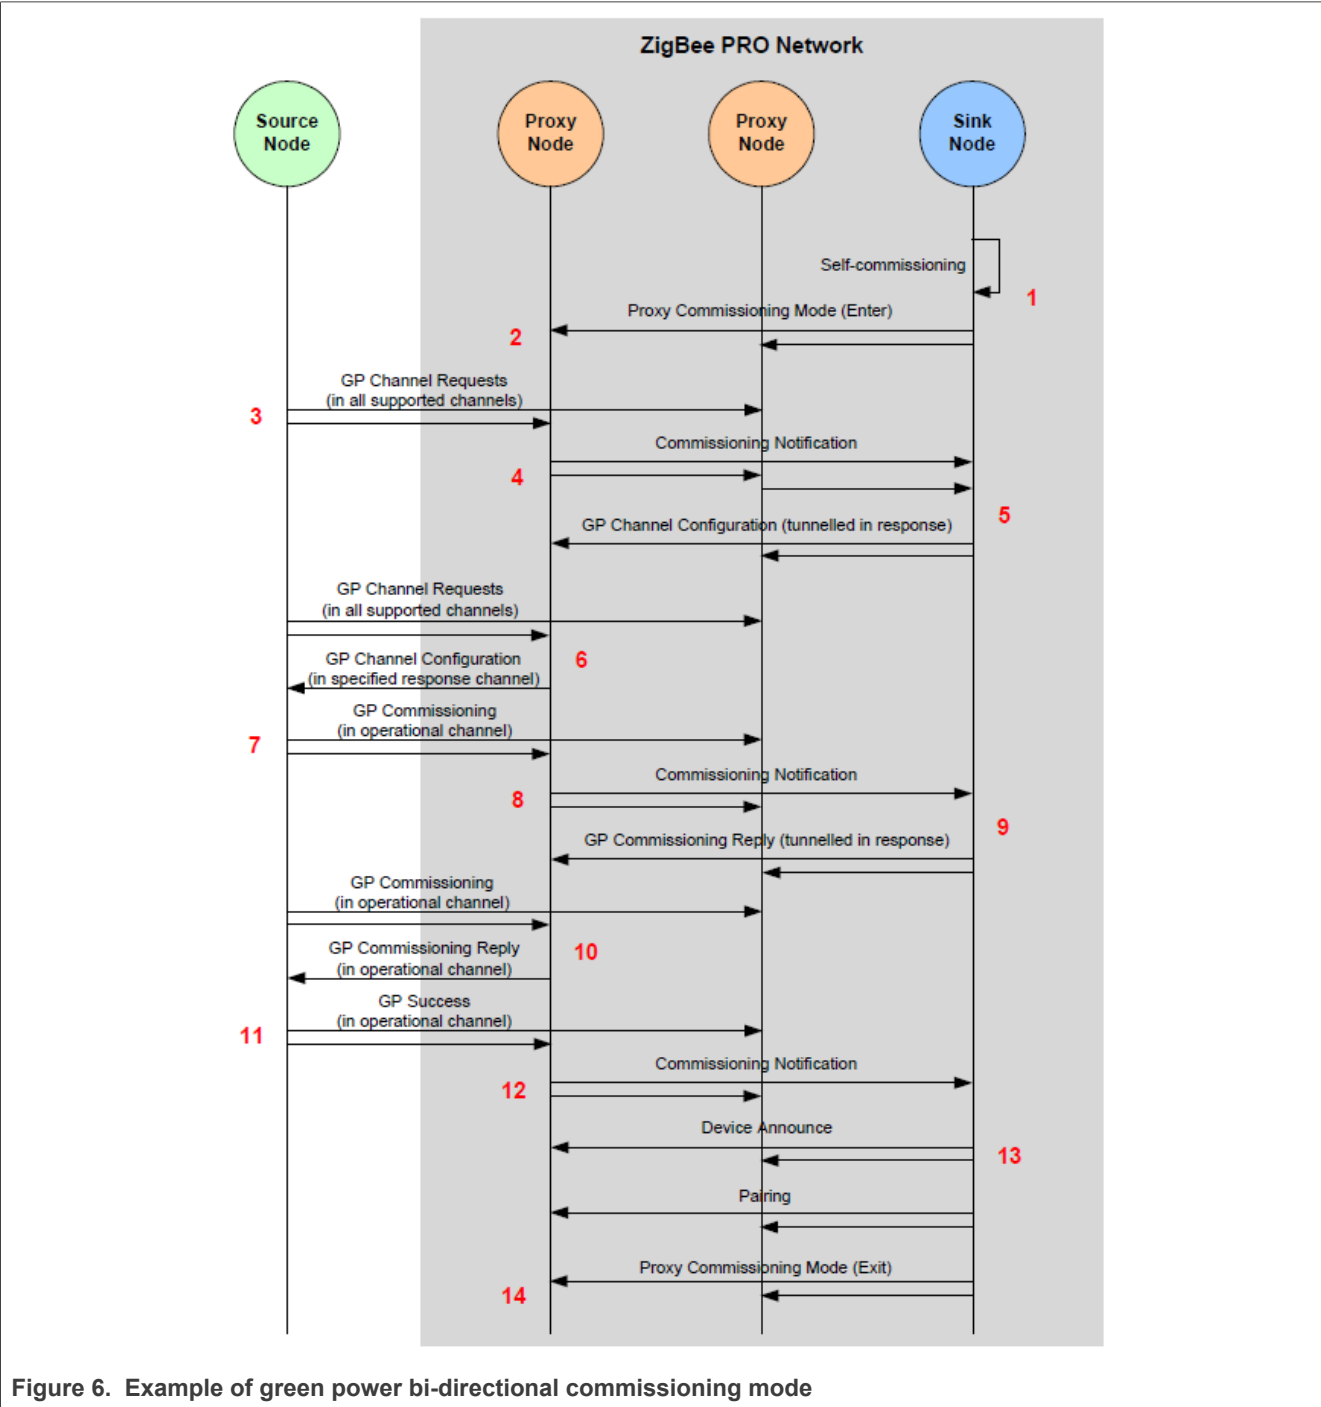 ZigBee PRO Network
Source
Node
Proxy
Node
Proxy
Node
Sink
Node
Self-commissioning
1
Proxy Commissioning Mode (Enter)
2
GP Channel Requests
(in all supported channels)
3
Commissioning Notification
4
5
GP Channel Configuration (tunnelled in response)
GP Channel Requests
(in all supported channels)
6
GP Channel Configuration
(in specified response channel)
GP Commissioning
(in operational channel)
7
Commissioning Notification
8
9
GP Commissioning Reply (tunnelled in response)
GP Commissioning
(in operational channel)
10
GP Commissioning Reply
(in operational channel)
GP Success
(in operational channel)
11
Commissioning Notification
12
Device Announce
13
Pairing
Proxy Commissioning Mode (Exit)
14
Figure 6. Example of green power bi-directional commissioning mode